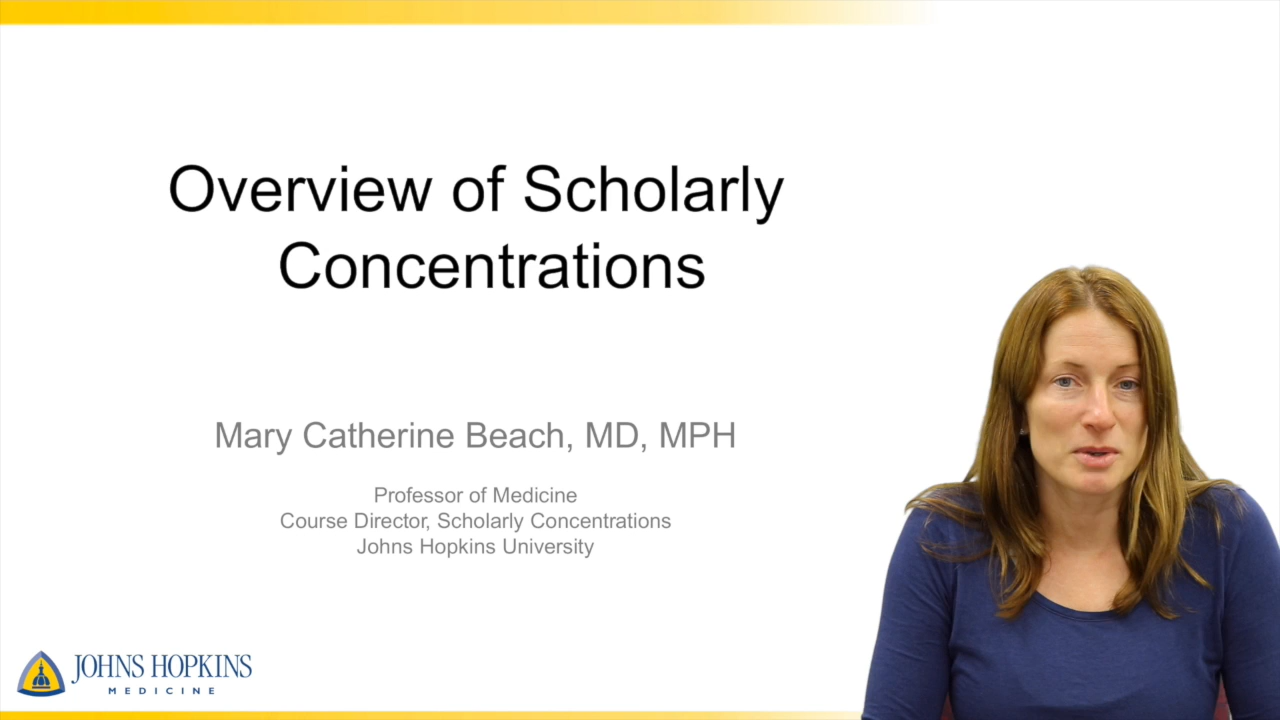 Overview of Scholarly
Concentrations
Mary Catherine Beach, MD, MPH
Professor of Medicine
Course Director, Scholarly Concentrations
Johns Hopkins University
JOHNS HOPKINS
MEDICINE